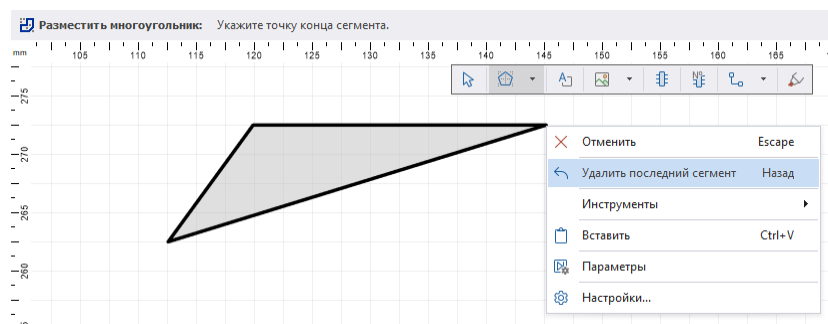 Разместить многоугольник: Укажите точку конца сегмента.
mm 110 115 120 125 130 135 140 145 150 155 160 165
275
270
265
260
A
№
Отменить Escape
Удалить последний сегмент Назад
Инструменты
Вставить Ctrl+V
Параметры
Настройки...